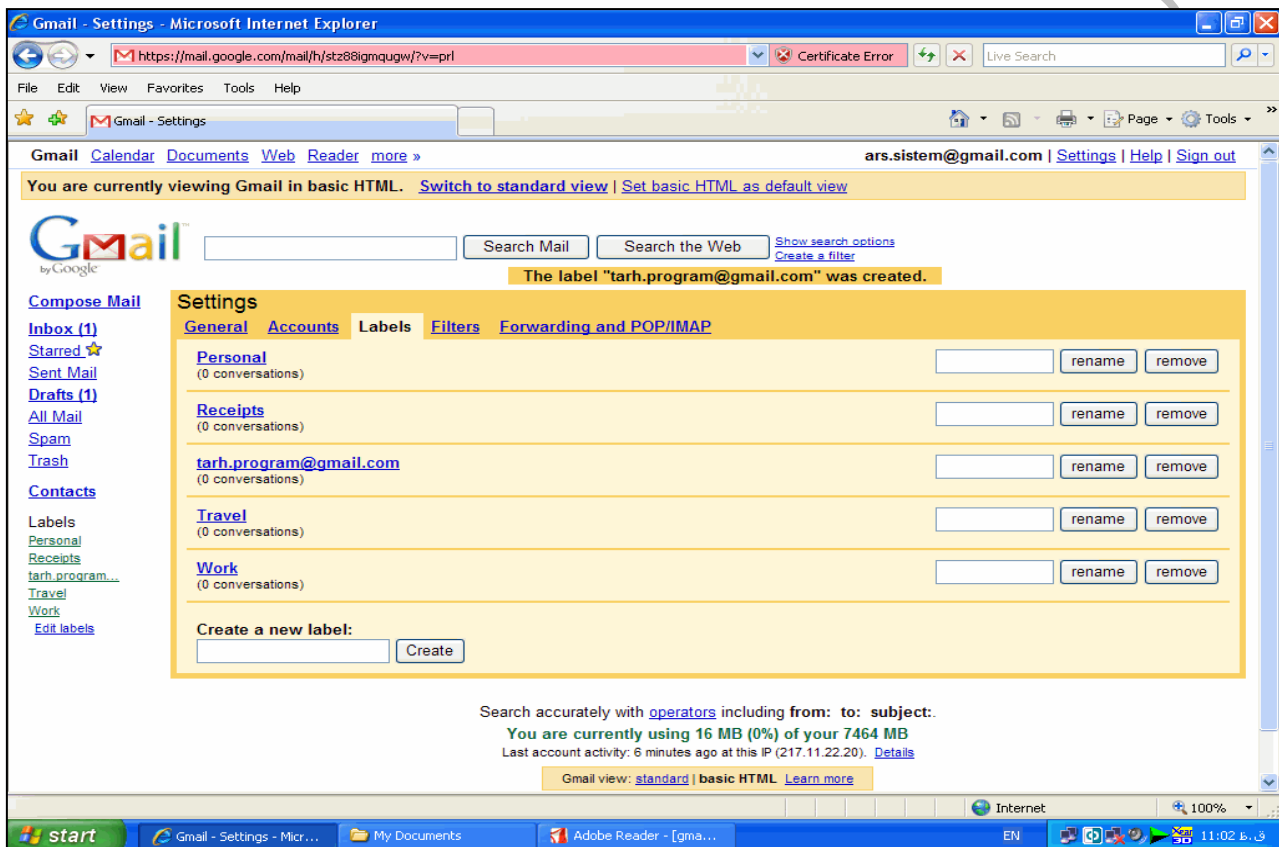 Gmail - Settings - Microsoft Internet Explorer
https://mail.google.com/mail/h/stz88igmqugw/?v=prl Certificate Error Live Search
File Edit View Favorites Tools Help
Gmail - Settings Page Tools »
Gmail Calendar Documents Web Reader more » ars.sistem@gmail.com | Settings | Help | Sign out
You are currently viewing Gmail in basic HTML. Switch to standard view | Set basic HTML as default view
Gmail™ by Google
Search Mail Search the Web Show search options
Create a filter
The label "tarh.program@gmail.com" was created.
Compose Mail
Inbox (1)
Starred
Sent Mail
Drafts (1)
All Mail
Spam
Trash
Contacts
Labels
Personal
Receipts
tarh.program...
Travel
Work
Edit labels
Settings
General Accounts Labels Filters Forwarding and POP/IMAP
Personal rename remove
(0 conversations)
Receipts rename remove
(0 conversations)
tarh.program@gmail.com rename remove
(0 conversations)
Travel rename remove
(0 conversations)
Work rename remove
(0 conversations)
Create a new label:
Create
Search accurately with operators including from: to: subject:.
You are currently using 16 MB (0%) of your 7464 MB
Last account activity: 6 minutes ago at this IP (217.11.22.20). Details
Gmail view: standard | basic HTML Learn more
Internet 100%
start Gmail - Settings - Micr... My Documents Adobe Reader - [gma... EN 11:02 ق.ظ